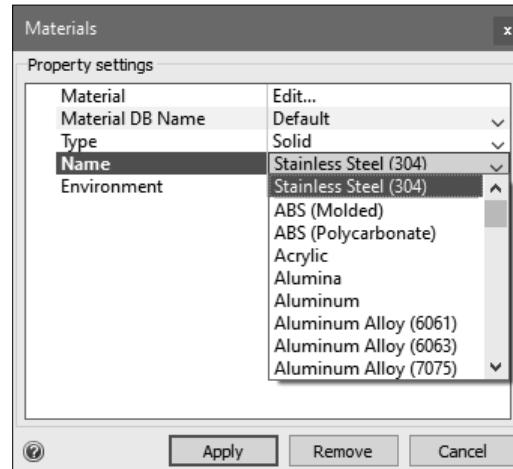 Materials
x
Property settings
Material Edit...
Material DB Name Default
Type Solid
Name Stainless Steel (304)
Environment Stainless Steel (304)
ABS (Molded)
ABS (Polycarbonate)
Acrylic
Alumina
Aluminum
Aluminum Alloy (6061)
Aluminum Alloy (6063)
Aluminum Alloy (7075)
? Apply Remove Cancel